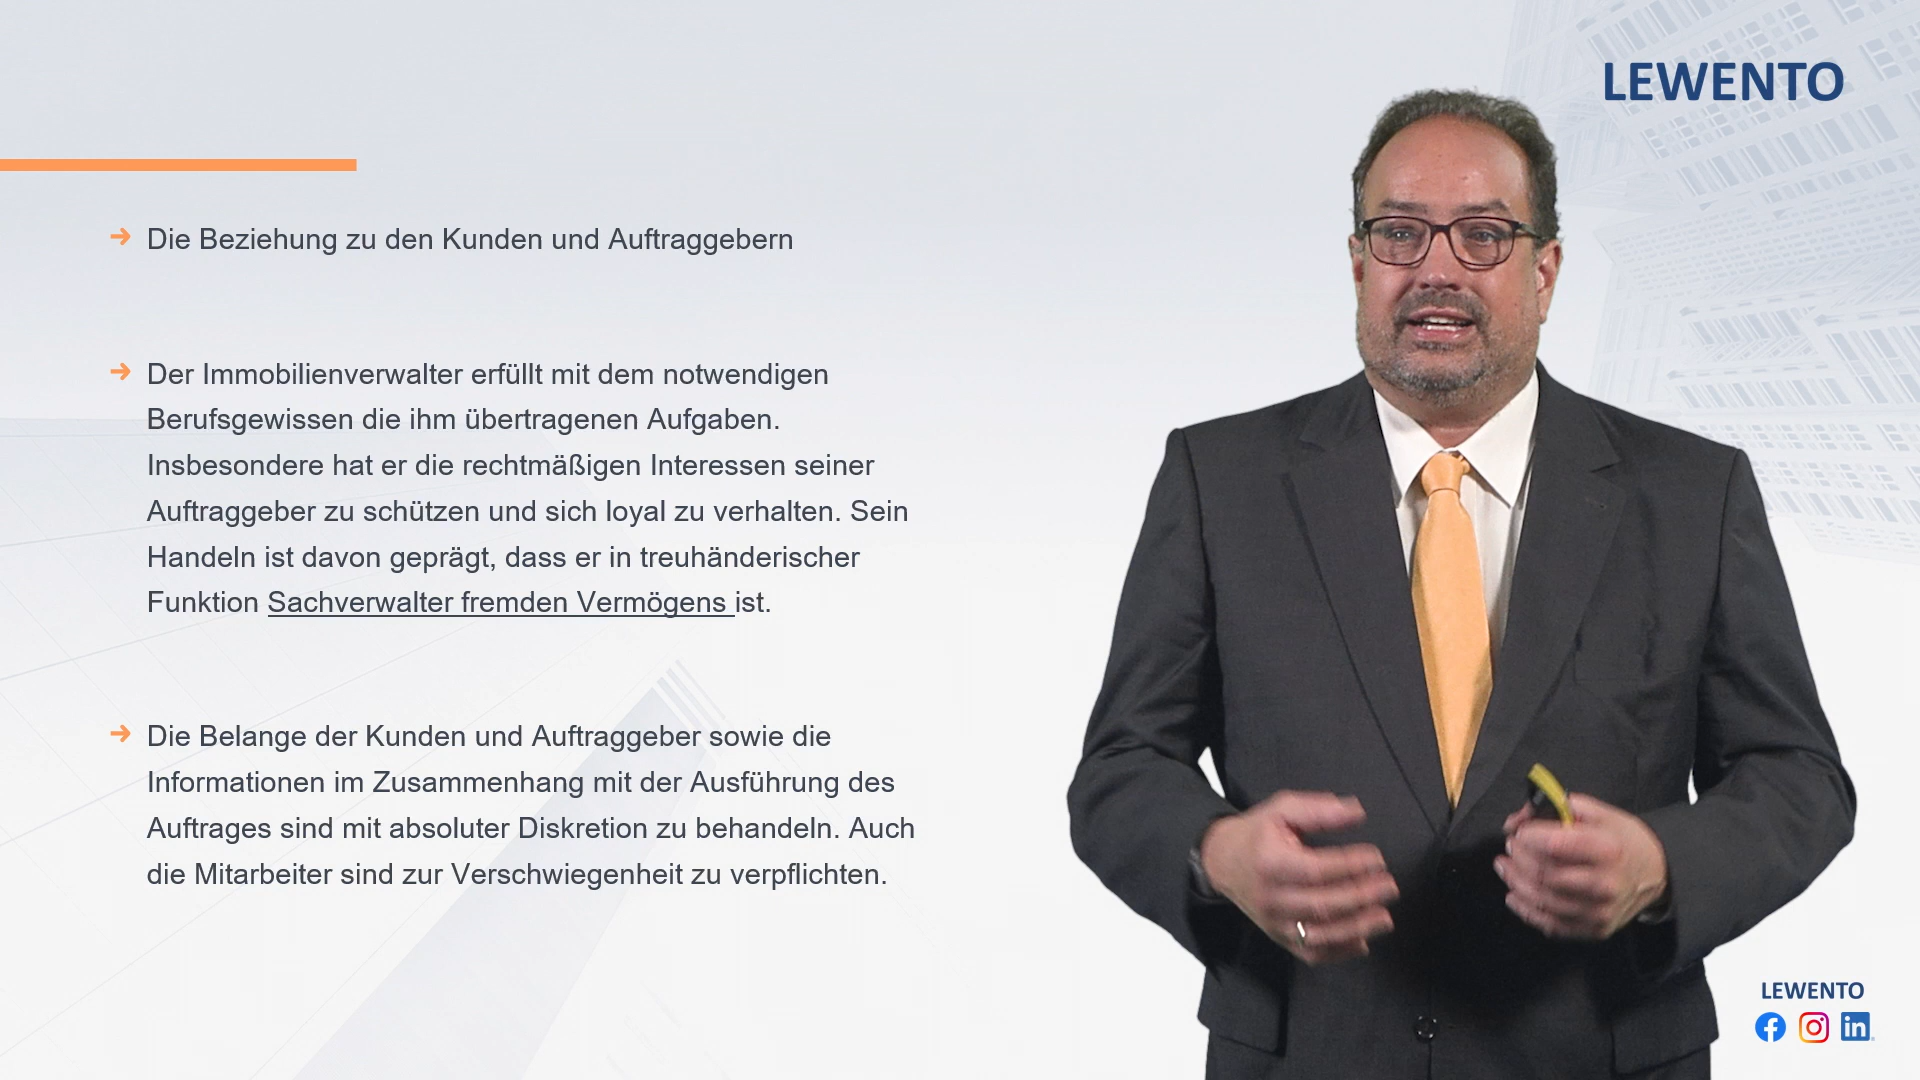 LEWENTO
Die Beziehung zu den Kunden und Auftraggebern
Der Immobilienverwalter erfüllt mit dem notwendigen
Berufsgewissen die ihm übertragenen Aufgaben.
Insbesondere hat er die rechtmäßigen Interessen seiner
Auftraggeber zu schützen und sich loyal zu verhalten. Sein
Handeln ist davon geprägt, dass er in treuhänderischer
Funktion Sachverwalter fremden Vermögens ist.
Die Belange der Kunden und Auftraggeber sowie die
Informationen im Zusammenhang mit der Ausführung des
Auftrages sind mit absoluter Diskretion zu behandeln. Auch
die Mitarbeiter sind zur Verschwiegenheit zu verpflichten.
LEWENTO
in